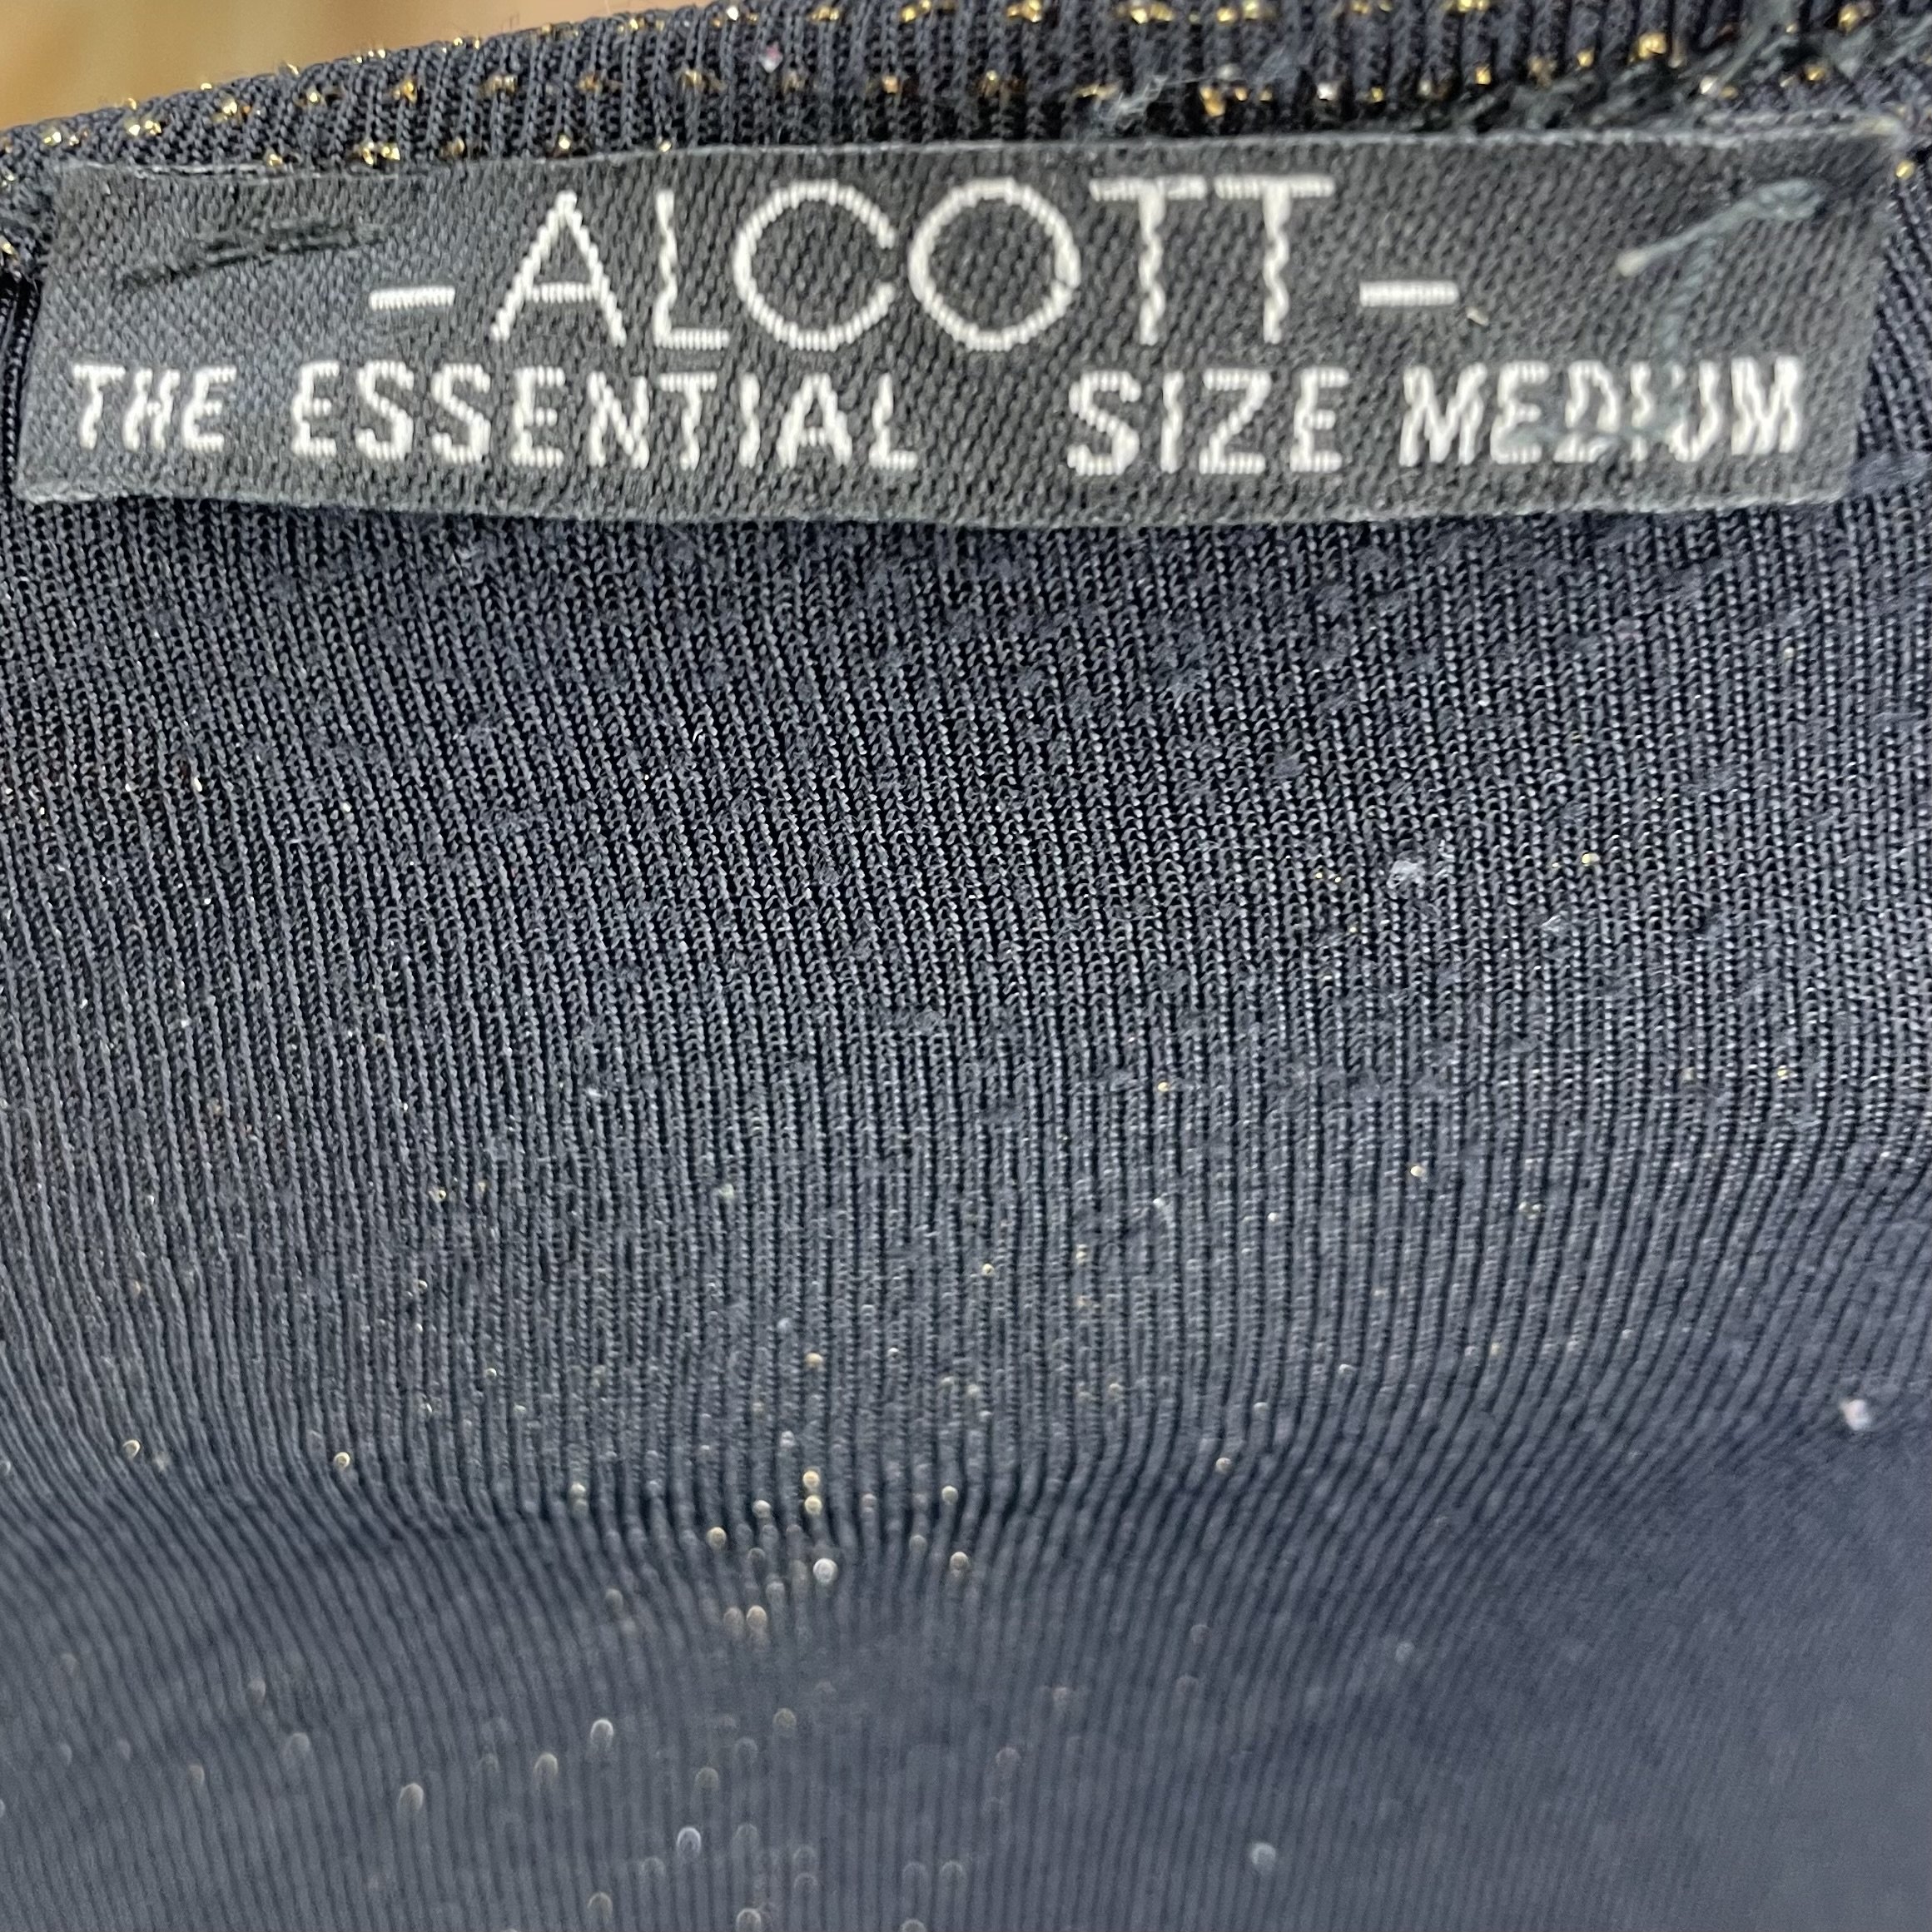 -ALCOTT-
THE ESSENTIAL SIZE MEDIUM